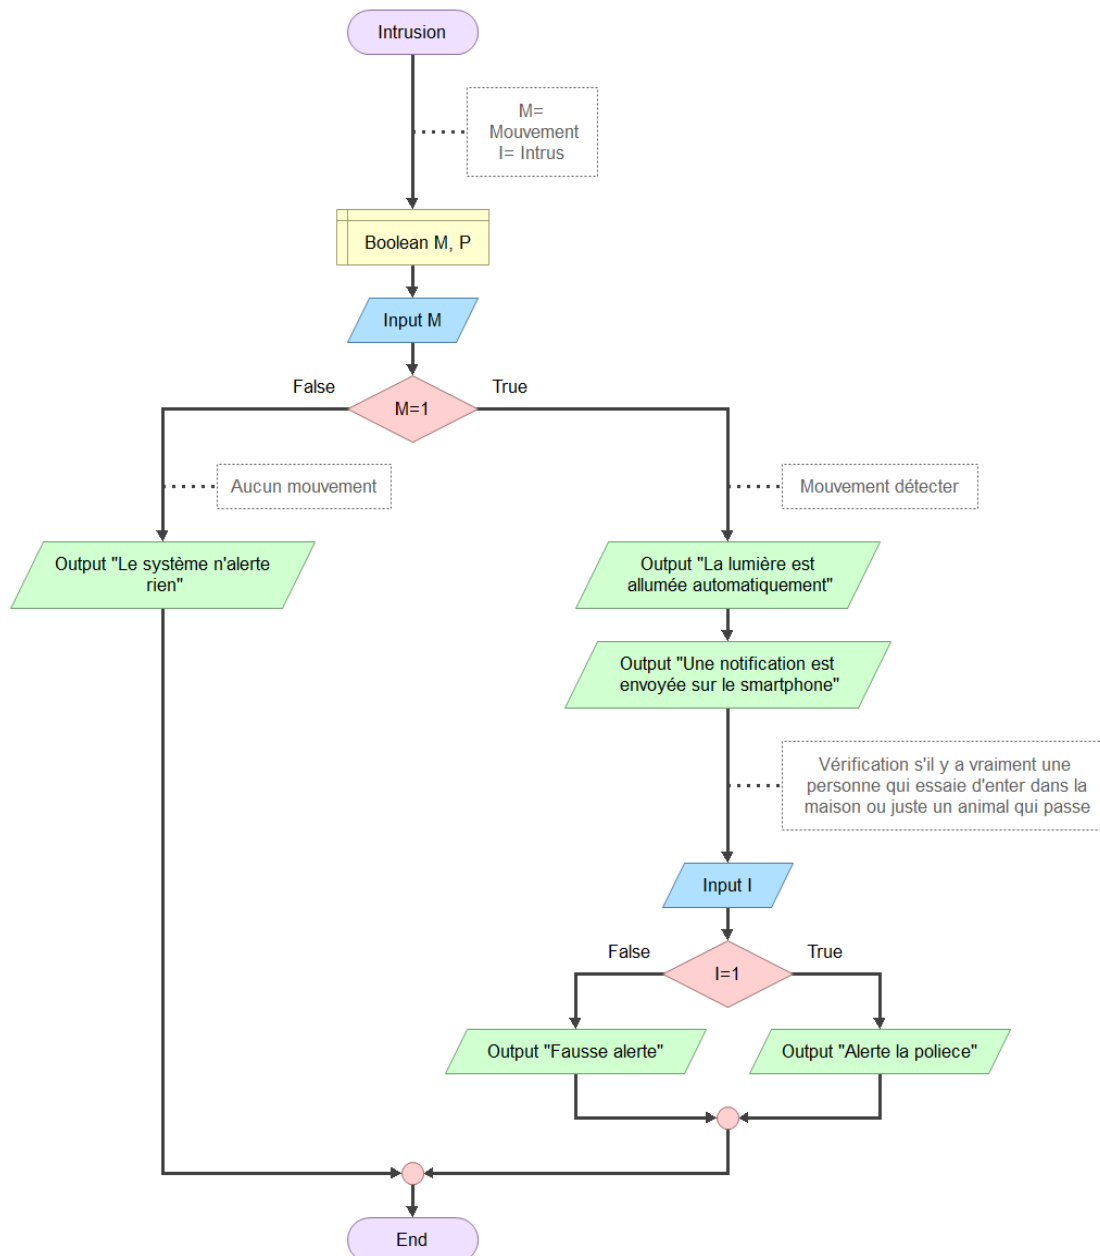 Intrusion
M=
Mouvement
I= Intrus
Boolean M, P
Input M
False
True
M=1
Aucun mouvement
Mouvement détecter
Output "Le système n'alerte
rien"
Output "La lumière est
allumée automatiquement"
Output "Une notification est
envoyée sur le smartphone"
Vérification s'il y a vraiment une
personne qui essaie d'enter dans la
maison ou juste un animal qui passe
Input I
False
True
I=1
Output "Fausse alerte"
Output "Alerte la poliece"
End